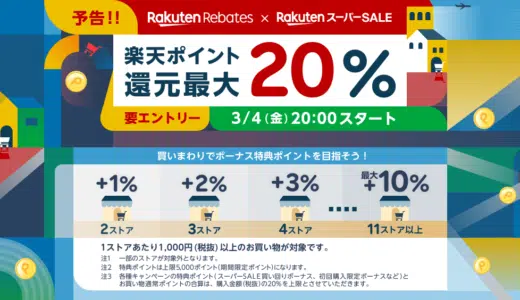 予告!!
Rakuten Rebates × Rakuten スーパーSALE
楽天ポイント
還元最大
20%
要エントリー
3/4(金)20:00スタート
買いまわりでボーナス特典ポイントを目指そう!
+1%
+2%
+3%
最大
+10%
2ストア
3ストア
4ストア
11ストア以上
1ストアあたり1,000円(税抜)以上のお買い物が対象です。
注1 一部のストアが対象外となります。
注2 特典ポイントは上限5,000ポイント(期間限定ポイント)になります。
注3 各種キャンペーンの特典ポイント(スーパーSALE買い回りボーナス、初回購入限定ボーナスなど)と
お買い物通常ポイントの合算は、購入金額(税抜)の20%を上限とさせていただきます。